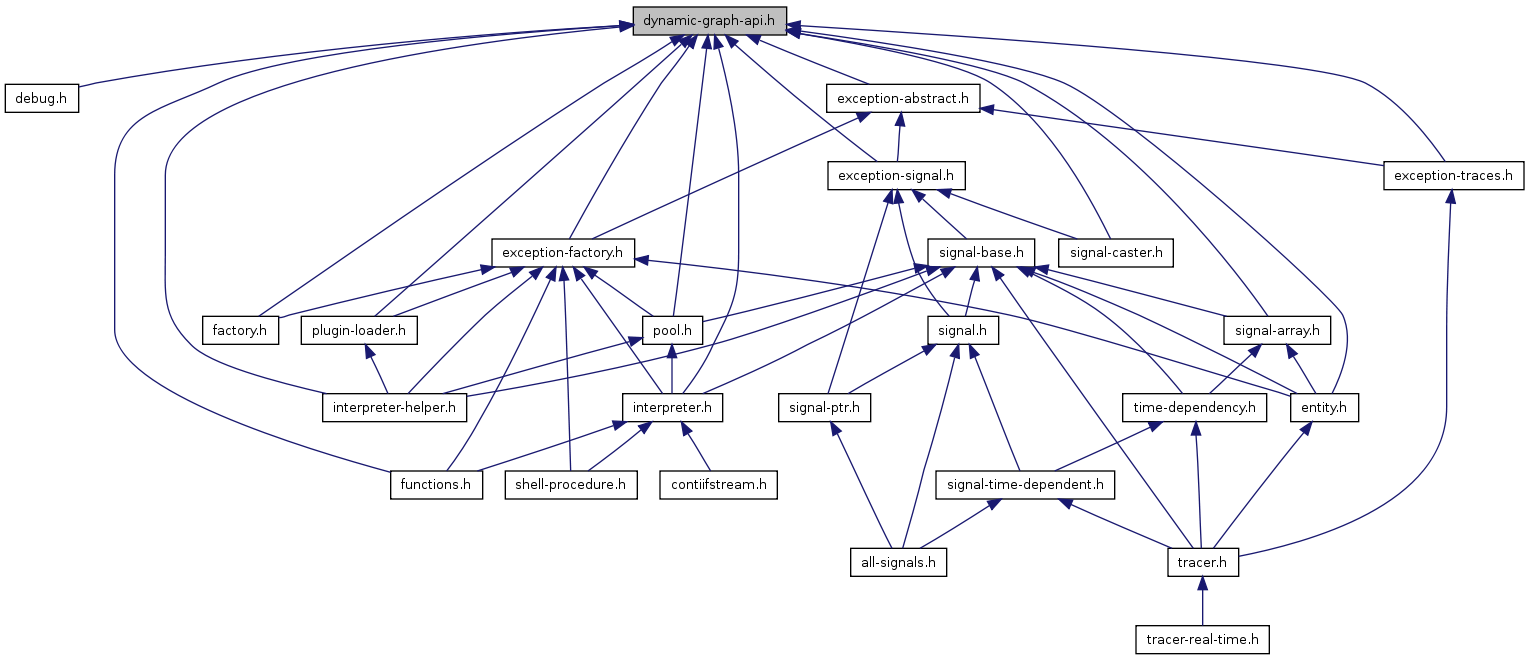 dynamic-graph-api.h
debug.h
exception-abstract.h
exception-signal.h
exception-traces.h
exception-factory.h
signal-base.h
signal-caster.h
factory.h
plugin-loader.h
pool.h
signal.h
signal-array.h
interpreter-helper.h
interpreter.h
signal-ptr.h
time-dependency.h
entity.h
functions.h
shell-procedure.h
contiifstream.h
signal-time-dependent.h
all-signals.h
tracer.h
tracer-real-time.h